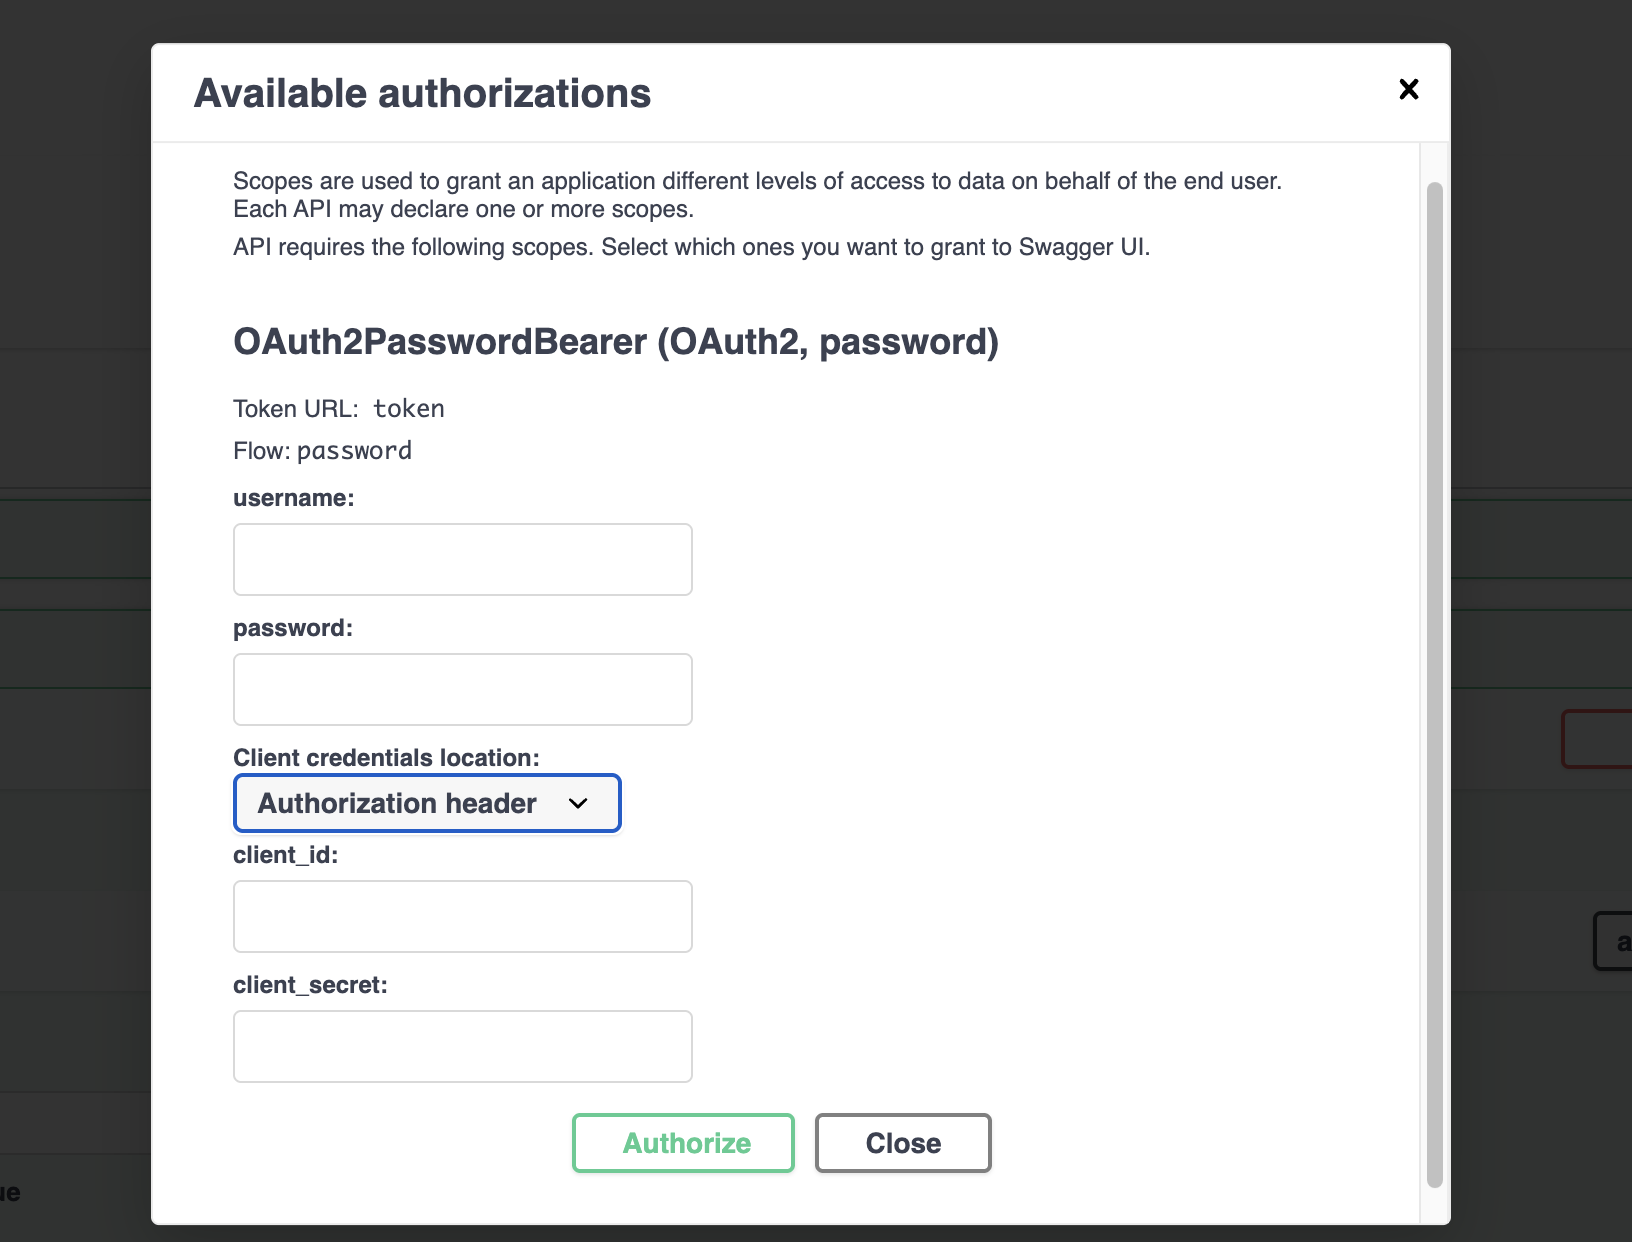 Available authorizations
Scopes are used to grant an application different levels of access to data on behalf of the end user.
Each API may declare one or more scopes.
API requires the following scopes. Select which ones you want to grant to Swagger UI.
OAuth2PasswordBearer (OAuth2, password)
Token URL: token
Flow: password
username:
password:
Client credentials location:
Authorization header
client_id:
client_secret:
Authorize Close